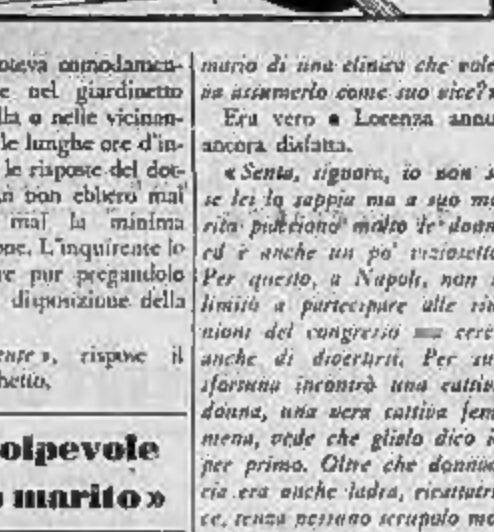 oteva comodamen-
e nel giardinetto
lla o nelle vicinan-
le lunghe ore d'in-
le risposte del dot-
n non ebbero mai
mai la minima
one. L'inquirente lo
re pur pregandolo
disposizione della
ente», rispose il
hetto,
olpevole
o marito»
mario di una clinica che vole
va assumerlo come suo vice?»
Era vero e Lorenza annu
ancora disfatta.
«Senta, signora, io non s
se lei lo sappia ma a suo ma
rito piacciono molto le donn
ed è anche un po' viziosetto
Per questo, a Napoli, non
limitò a partecipare alle riu
nioni del congresso — cerc
anche di divertirsi. Per su
sfortuna incontrò una cattiv
donna, una vera cattiva fem
mena, vede che glielo dico i
per primo. Oltre che donnac
cia era anche ladra, ricattatri
ce, senza nessuno scrupolo mo